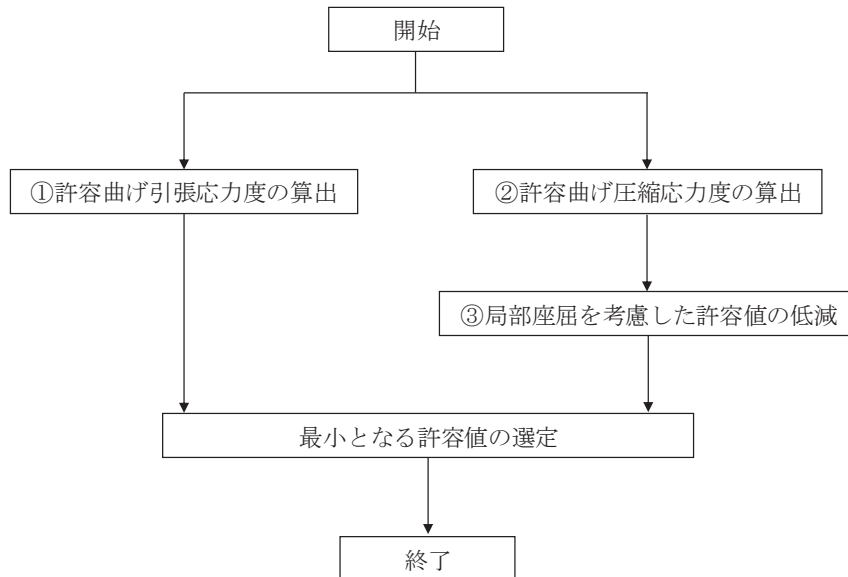 開始
①許容曲げ引張応力度の算出
②許容曲げ圧縮応力度の算出
③局部座屈を考慮した許容値の低減
最小となる許容値の選定
終了